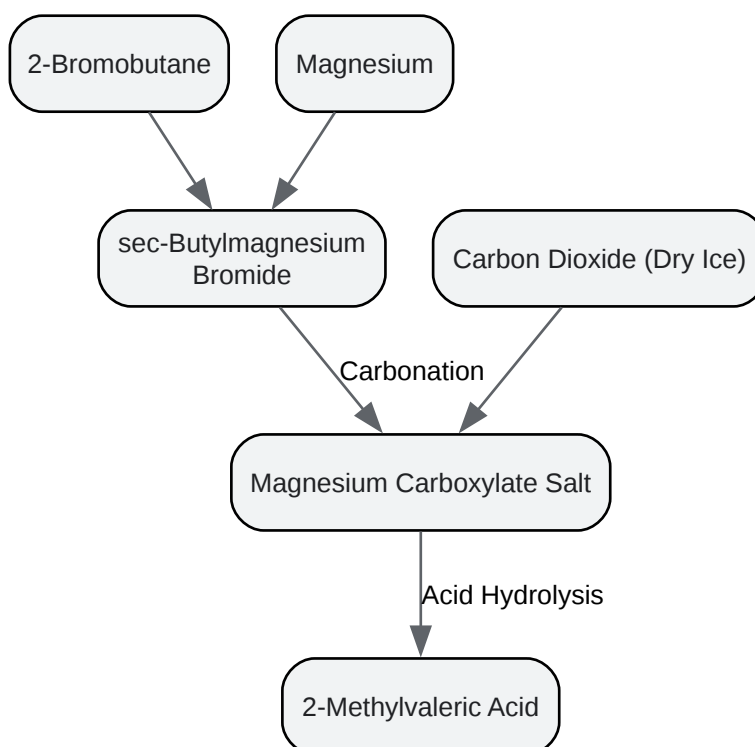 2-Bromobutane
Magnesium
sec-Butylmagnesium
Bromide
Carbon Dioxide (Dry Ice)
Carbonation
Magnesium Carboxylate Salt
Acid Hydrolysis
2-Methylvaleric Acid